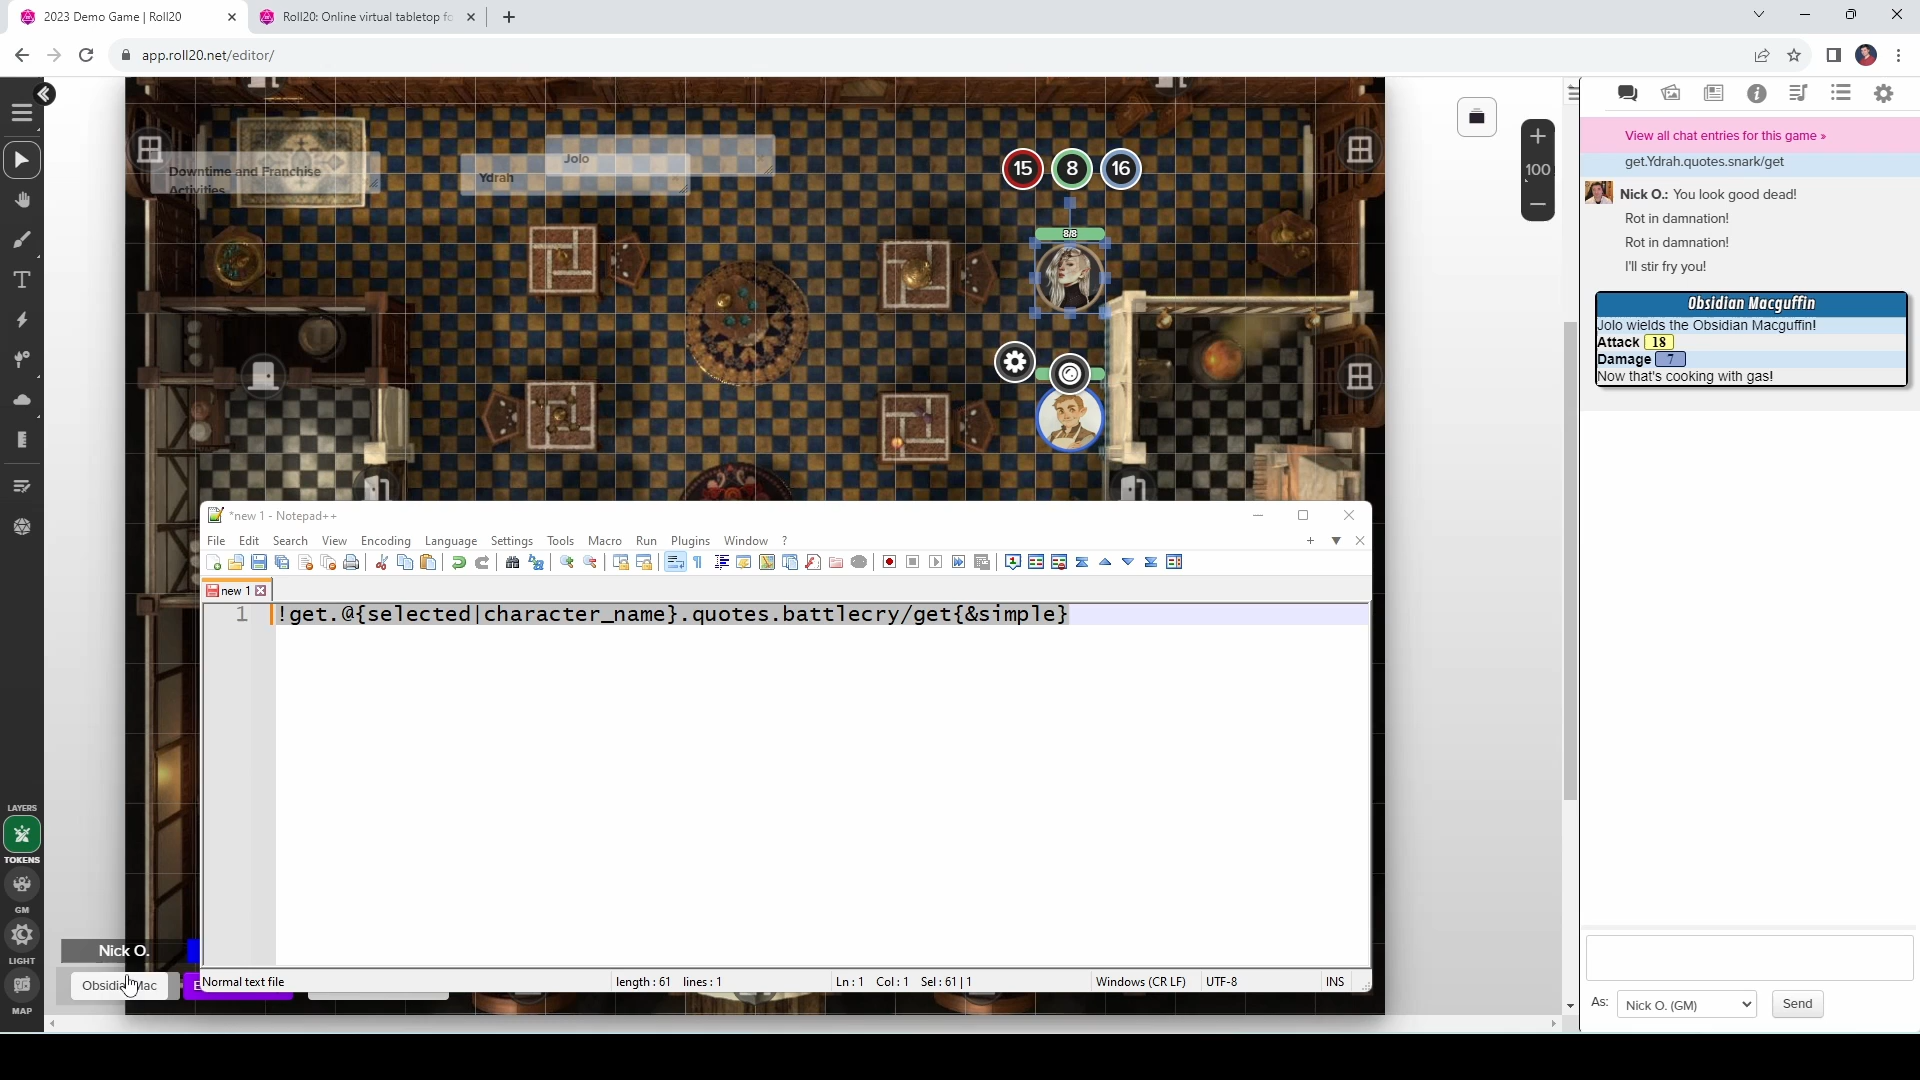 2023 Demo Game | Roll20
Roll20: Online virtual tabletop fo
app.roll20.net/editor/
Downtime and Franchise
Activities
Ydrah
Jolo
15 8 16
8/8
100
View all chat entries for this game »
get.Ydrah.quotes.snark/get
Nick O.: You look good dead!
Rot in damnation!
Rot in damnation!
I'll stir fry you!
Obsidian Macguffin
Jolo wields the Obsidian Macguffin!
Attack 18
Damage 7
Now that's cooking with gas!
*new 1 - Notepad++
File Edit Search View Encoding Language Settings Tools Macro Run Plugins Window ?
new 1
1 !get.@{selected|character_name}.quotes.battlecry/get{&simple}
Normal text file length : 61 lines : 1 Ln : 1 Col : 1 Sel : 61 | 1 Windows (CR LF) UTF-8 INS
LAYERS
TOKENS
GM
LIGHT
MAP
Nick O.
As: Nick O. (GM) Send